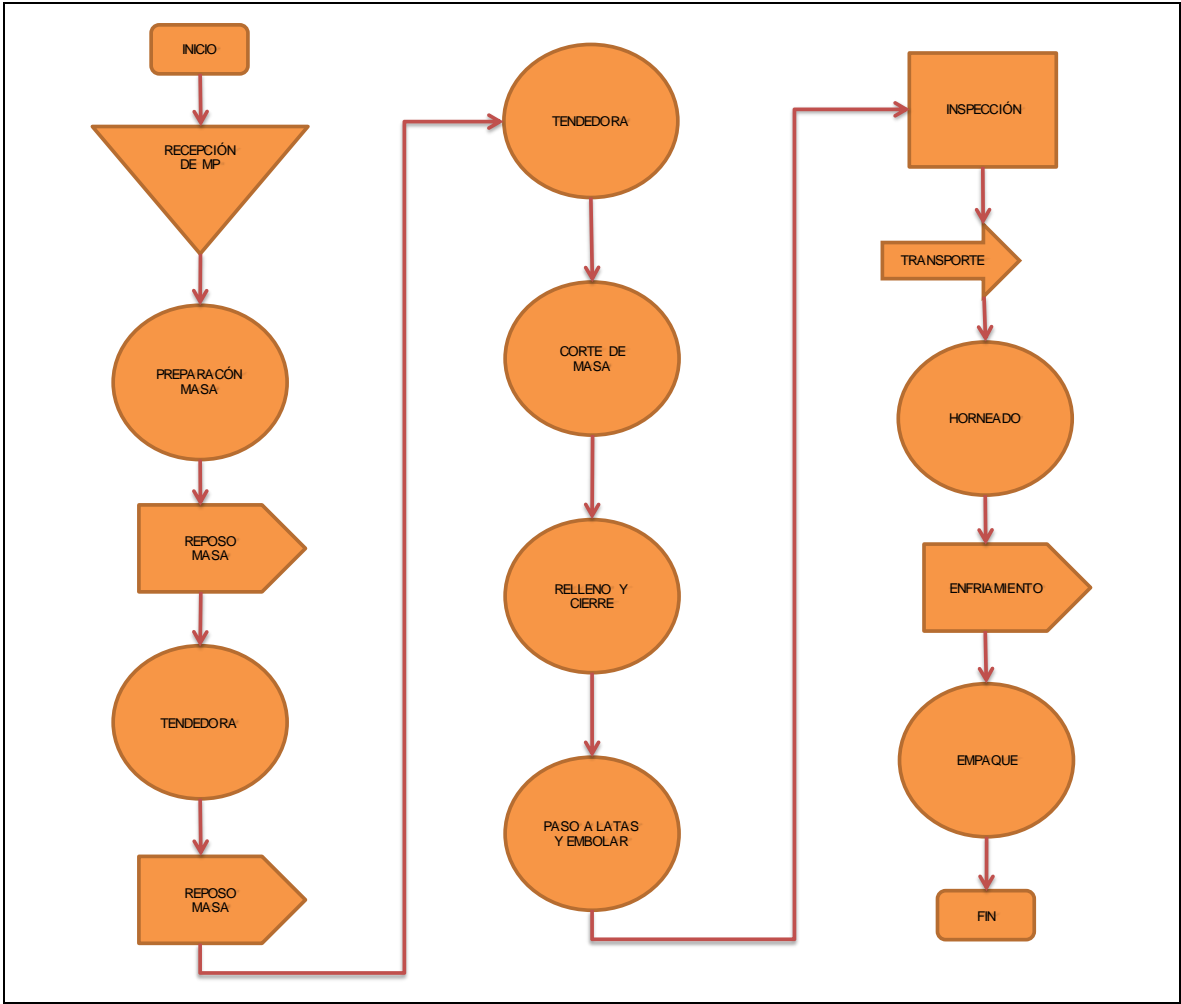 INICIO
RECEPCIÓN
DE MP
PREPARACÓN
MASA
REPOSO
MASA
TENDEDORA
REPOSO
MASA
TENDEDORA
CORTE DE
MASA
RELLENO Y
CIERRE
PASO A LATAS
Y EMBOLAR
INSPECCIÓN
TRANSPORTE
HORNEADO
ENFRIAMIENTO
EMPAQUE
FIN